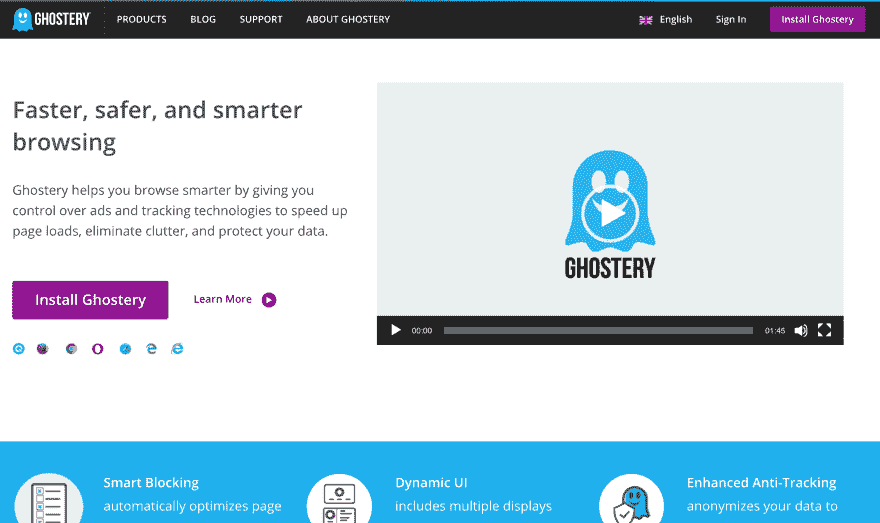 GHOSTERY
PRODUCTS
BLOG
SUPPORT
ABOUT GHOSTERY
English
Sign In
Install Ghostery
Faster, safer, and smarter
browsing
Ghostery helps you browse smarter by giving you
control over ads and tracking technologies to speed up
page loads, eliminate clutter, and protect your data.
Install Ghostery
Learn More
GHOSTERY
00:00
01:45
Smart Blocking
automatically optimizes page
Dynamic UI
includes multiple displays
Enhanced Anti-Tracking
anonymizes your data to